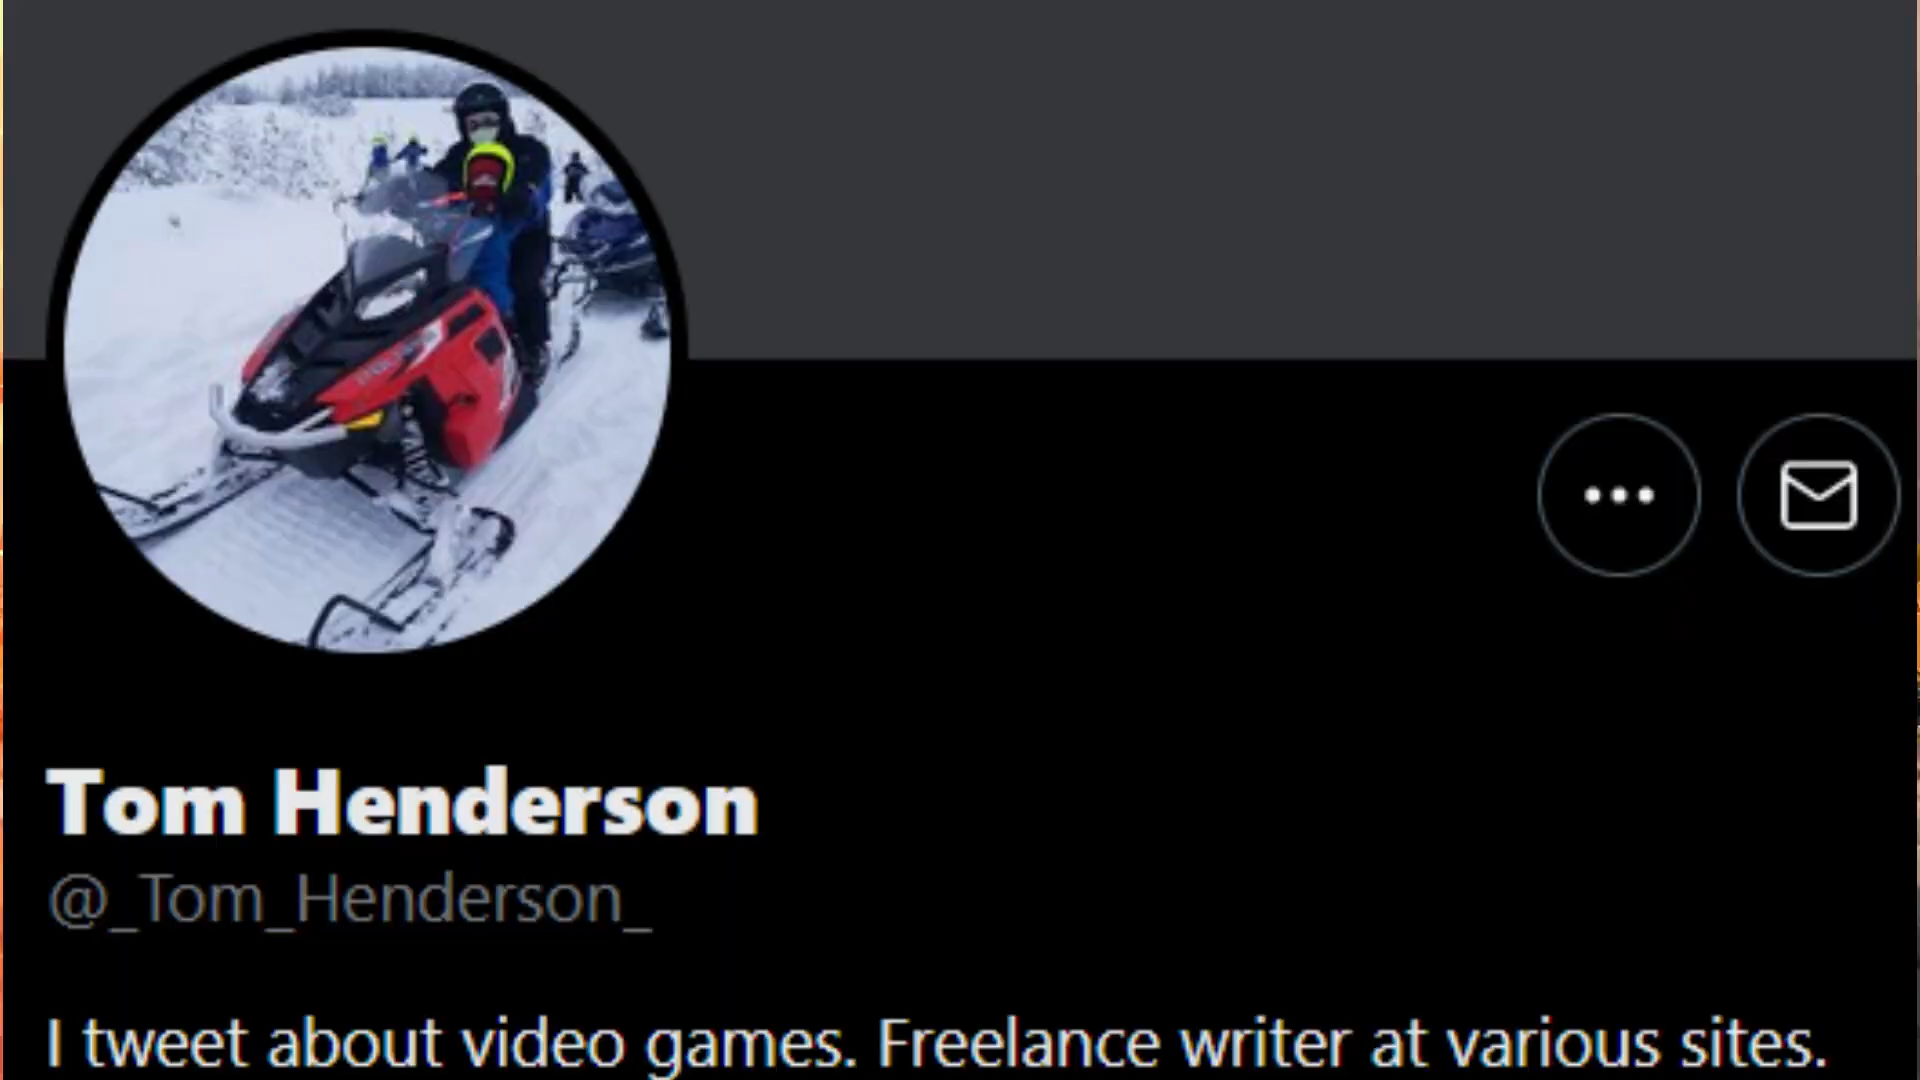 Tom Henderson
@_Tom_Henderson_
I tweet about video games. Freelance writer at various sites.